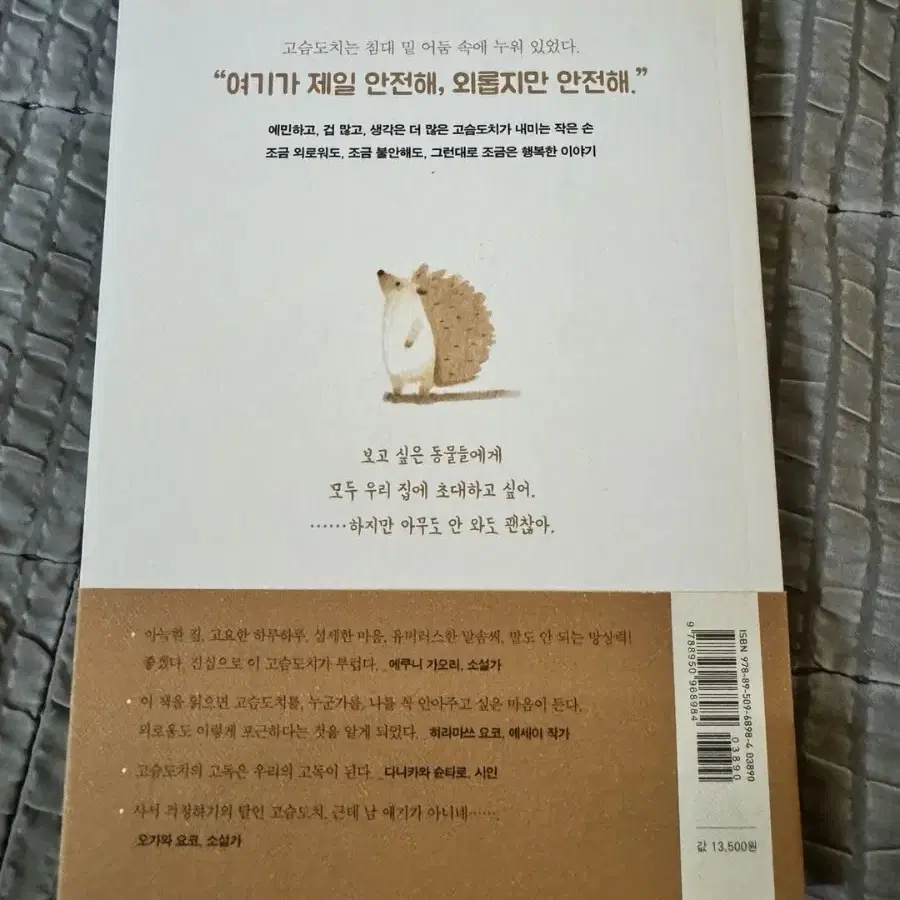 고슴도치는 침대 밑 어둠 속에 누워 있었다.
“여기가 제일 안전해, 외롭지만 안전해.”
예민하고, 겁 많고, 생각은 더 많은 고슴도치가 내미는 작은 손
조금 외로워도, 조금 불안해도, 그런대로 조금은 행복한 이야기
보고 싶은 동물들에게
모두 우리 집에 초대하고 싶어.
……하지만 아무도 안 와도 괜찮아.
• 아늑한 집, 고요한 하루하루, 섬세한 마음, 유머러스한 말솜씨, 말도 안 되는 망상력!
좋겠다, 진심으로 이 고슴도치가 부럽다. _에쿠니 가오리, 소설가
• 이 책을 읽으면 고슴도치를, 누군가를, 나를 꼭 안아주고 싶은 마음이 든다.
외로움도 이렇게 포근하다는 것을 알게 되었다. _히라마쓰 요코, 에세이 작가
• 고슴도치의 고독은 우리의 고독이 된다. _다니카와 슌타로, 시인
• 사서 걱정하기의 달인 고슴도치, 근데 남 얘기가 아니네……
오가와 요코, 소설가
ISBN 978-89-509-6898-4 03890
9 788950 968984
03890
값 13,500원